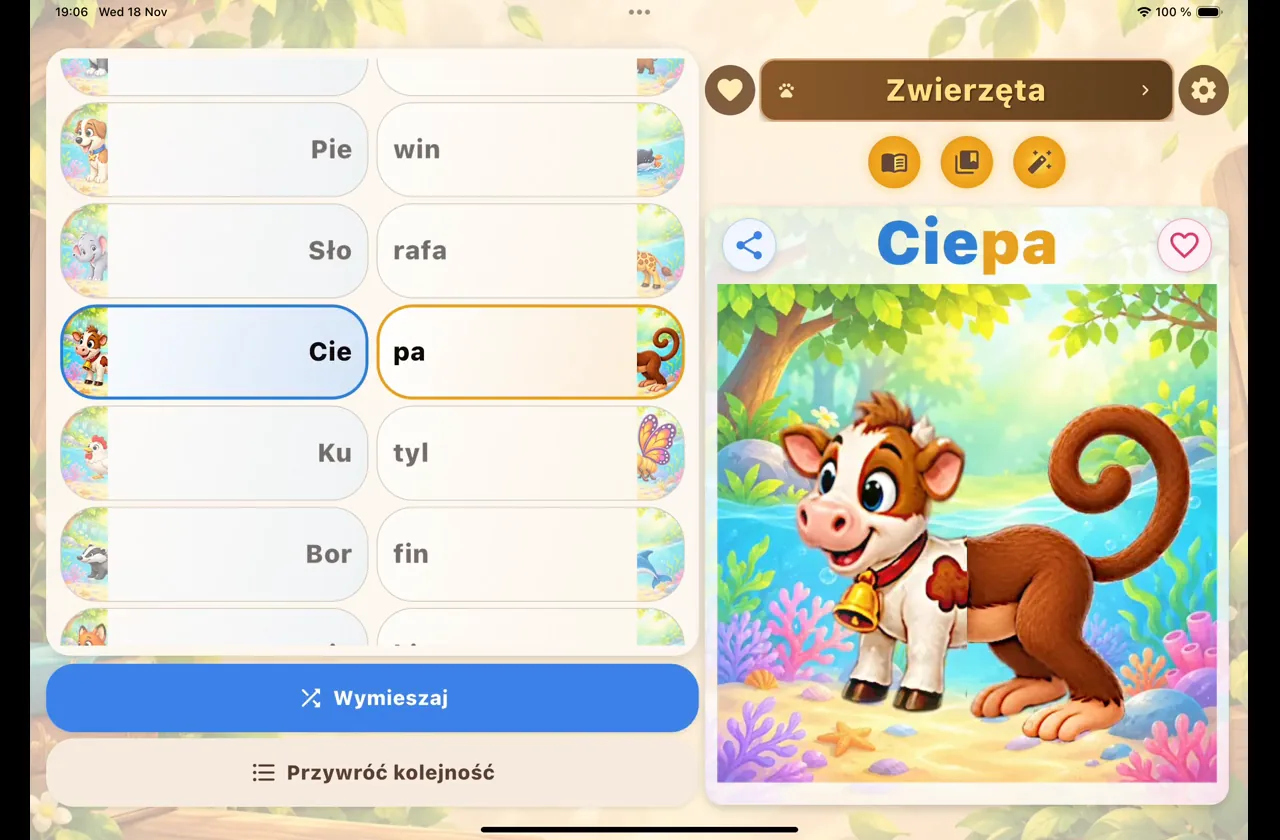 19:06 Wed 18 Nov
100 %
Zwierzęta
Pie win
Sło rafa
Cie pa
Ku tyl
Bor fin
Ciepa
Wymieszaj
Przywróć kolejność